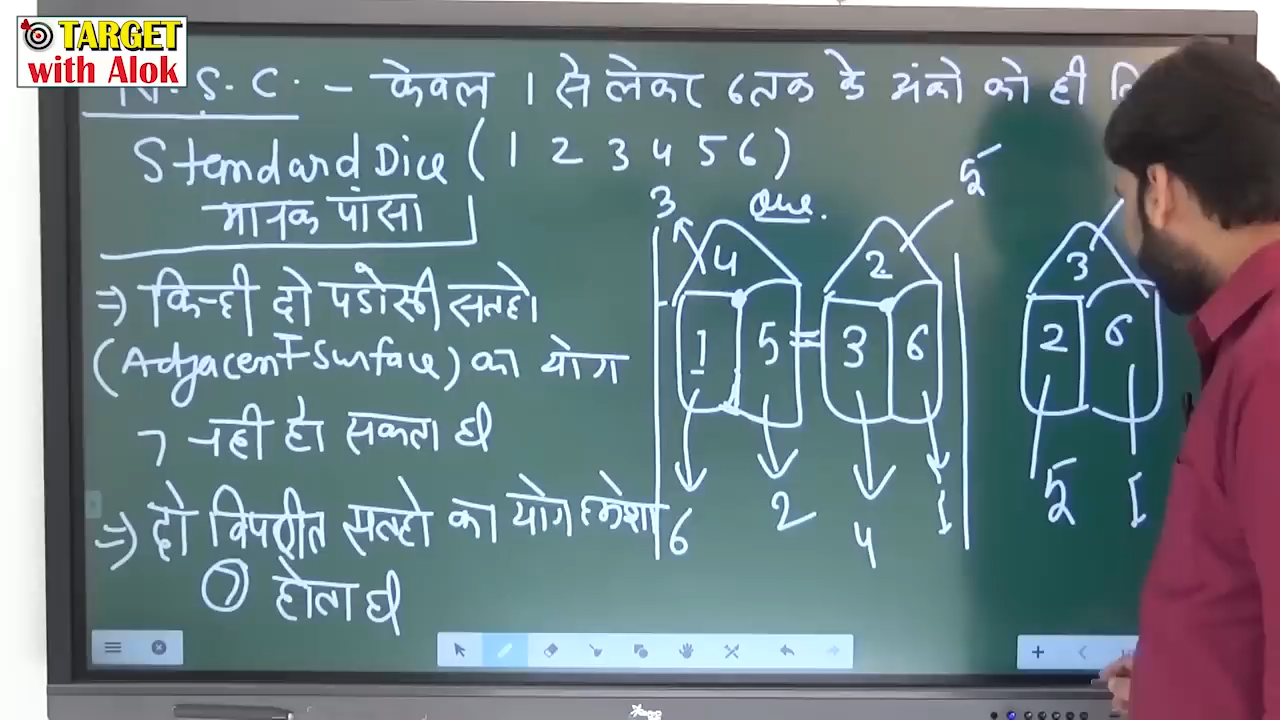 TARGET
with Alok
S. C. - केवल 1 से लेकर 6 तक के अंको को ही
Standard Dice ( 1 2 3 4 5 6 )
मानक पांसा
⇒ किन्ही दो पडोसी सतहो
(Adjacent Surface) का योग
7 नही हो सकता है
⇒ दो विपरीत सतहो का योग हमेशा
7 होता है
Que.
3
4
1 5
6 2
=
5
2
3 6
4 1
3
2 6
5 1